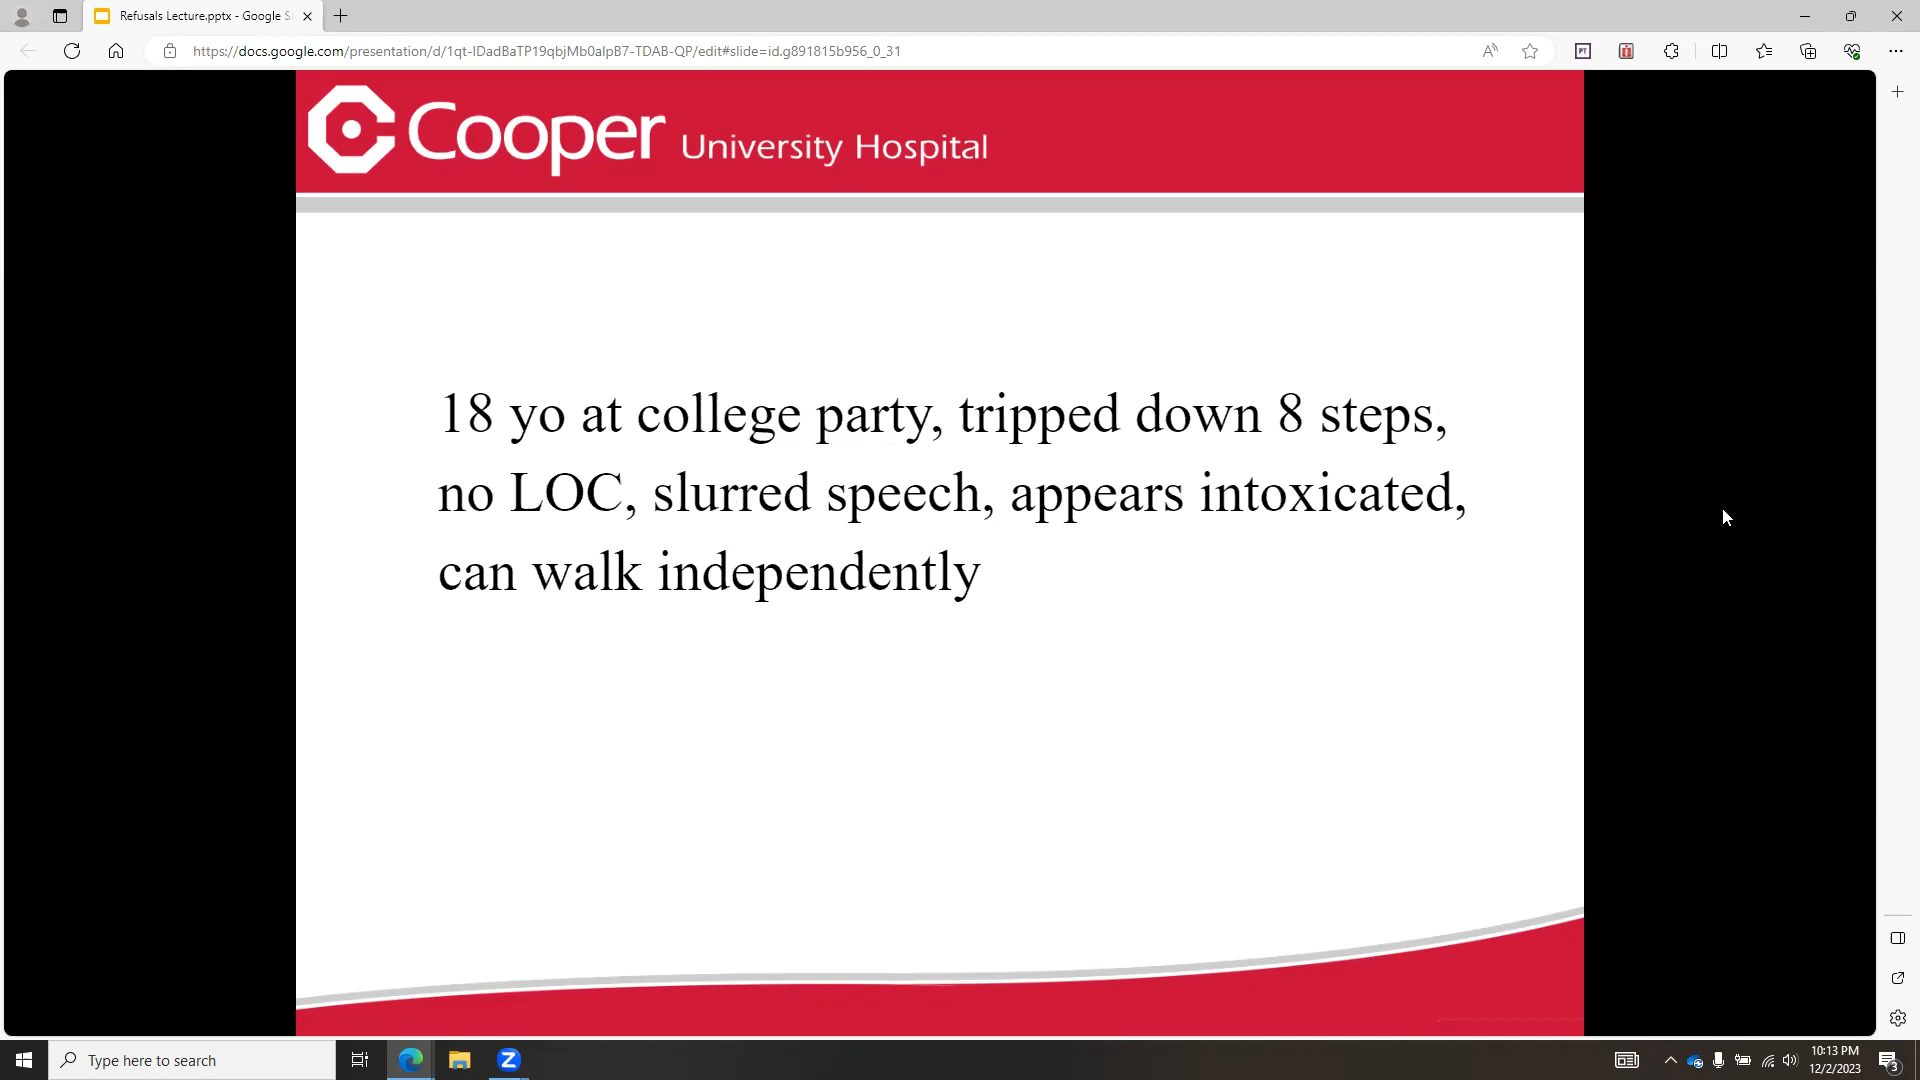 Refusals Lecture.pptx - Google S
https://docs.google.com/presentation/d/1qt-IDadBaTP19qbjMb0alpB7-TDAB-QP/edit#slide=id.g891815b956_0_31
Cooper University Hospital
18 yo at college party, tripped down 8 steps,
no LOC, slurred speech, appears intoxicated,
can walk independently
Type here to search
10:13 PM
12/2/2023
3